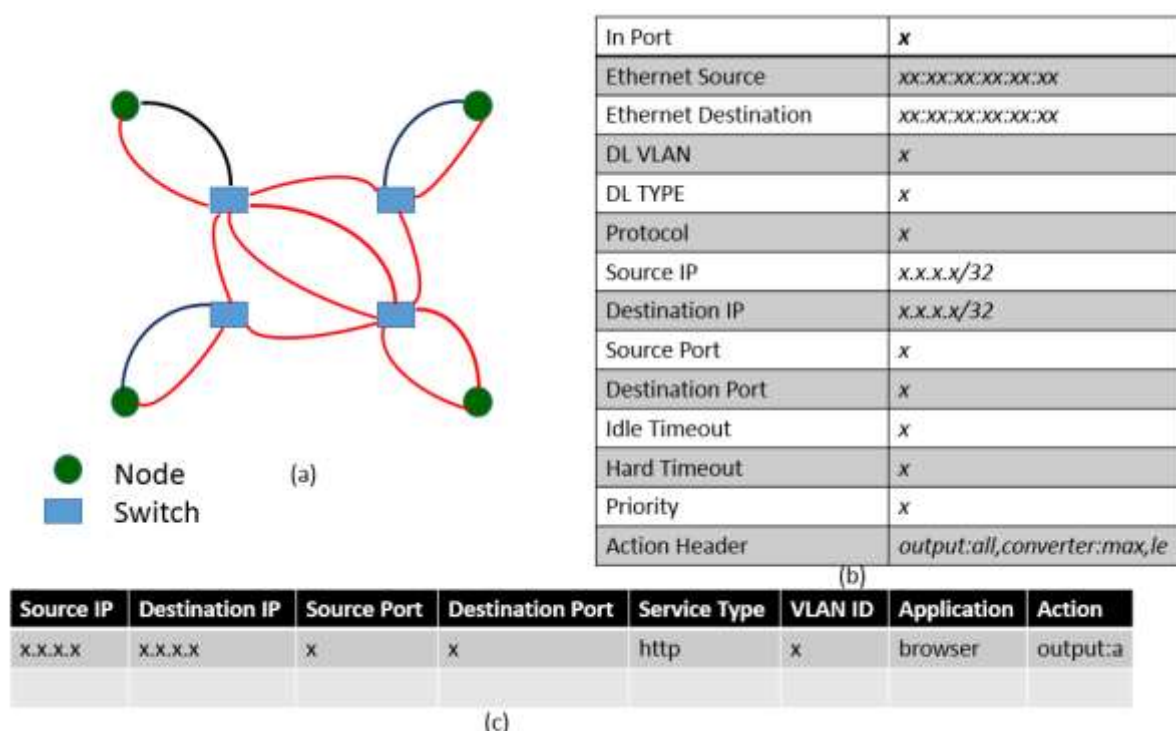 In Port x
Ethernet Source xx:xx:xx:xx:xx:xx
Ethernet Destination xx:xx:xx:xx:xx:xx
DL VLAN x
DL TYPE x
Protocol x
Source IP x.x.x.x/32
Destination IP x.x.x.x/32
Source Port x
Destination Port x
Idle Timeout x
Hard Timeout x
Priority x
Action Header output:all,converter:max,le
(b)
Node
(a)
Switch
Source IP Destination IP Source Port Destination Port Service Type VLAN ID Application Action
x.x.x.x x.x.x.x x x http x browser output:a
(c)